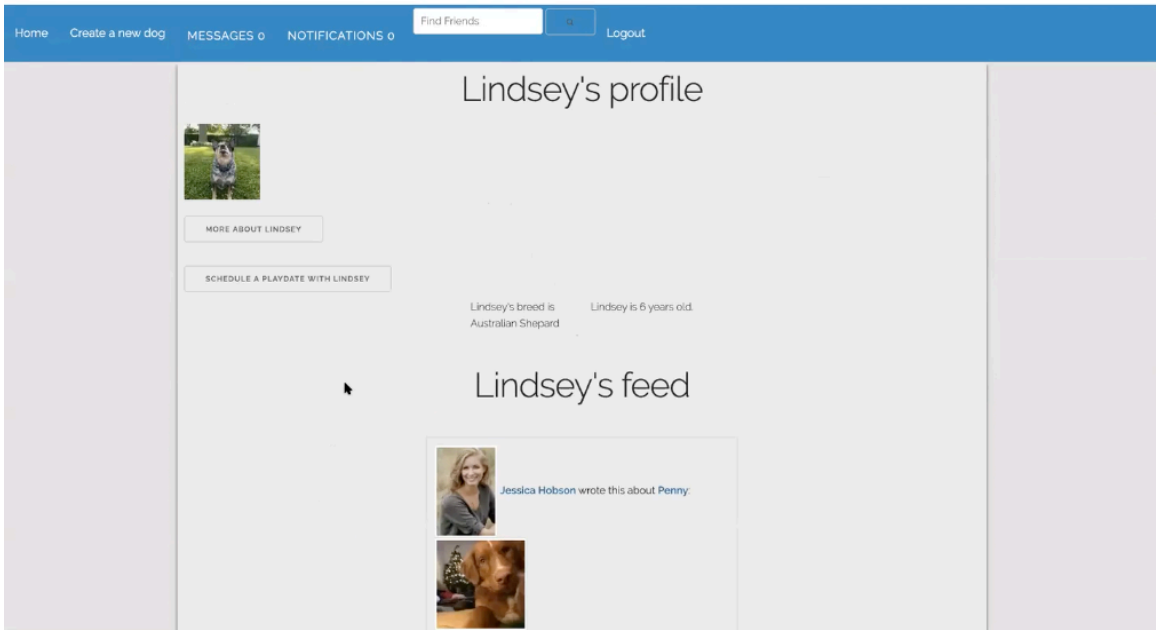 Home Create a new dog MESSAGES 0 NOTIFICATIONS 0 Find Friends Logout
Lindsey's profile
MORE ABOUT LINDSEY
SCHEDULE A PLAYDATE WITH LINDSEY
Lindsey's breed is Lindsey is 6 years old.
Australian Shepard
Lindsey's feed
Jessica Hobson wrote this about Penny: